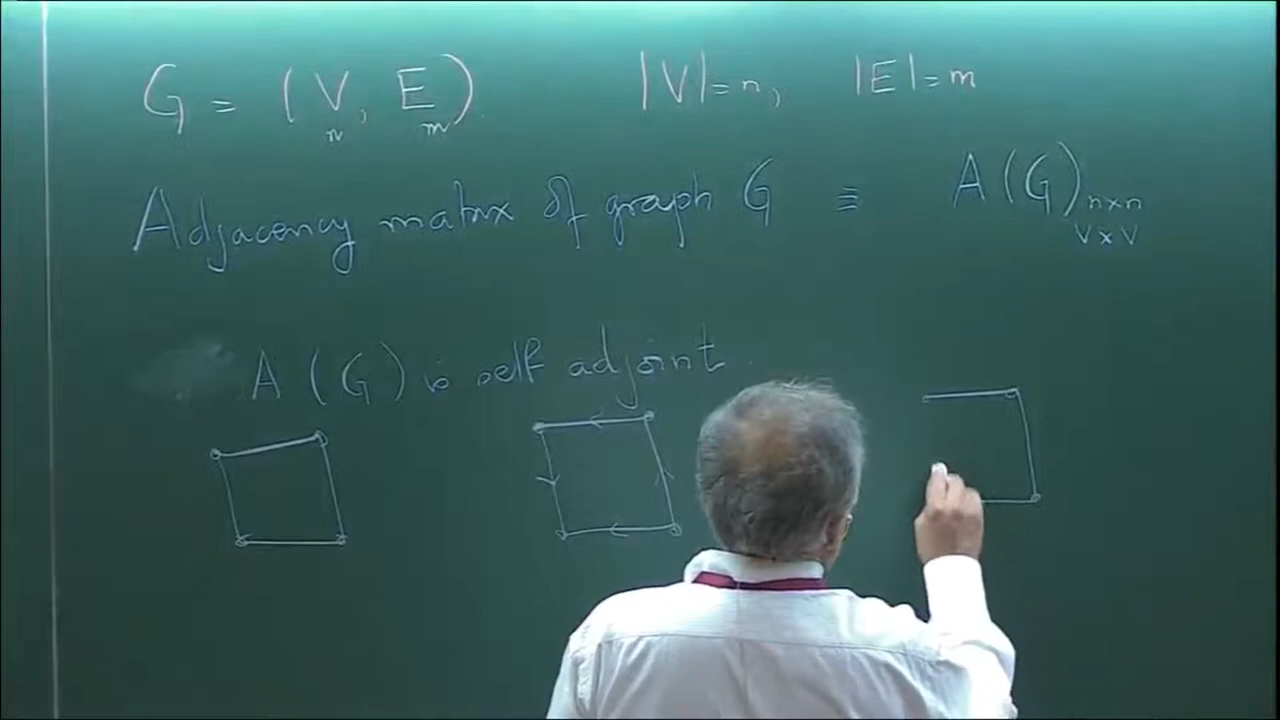 G = (V, E) |V|=n, |E|=m
n m
Adjacency matrix of graph G ≡ A(G)n×n
V×V
A(G) is self adjoint.